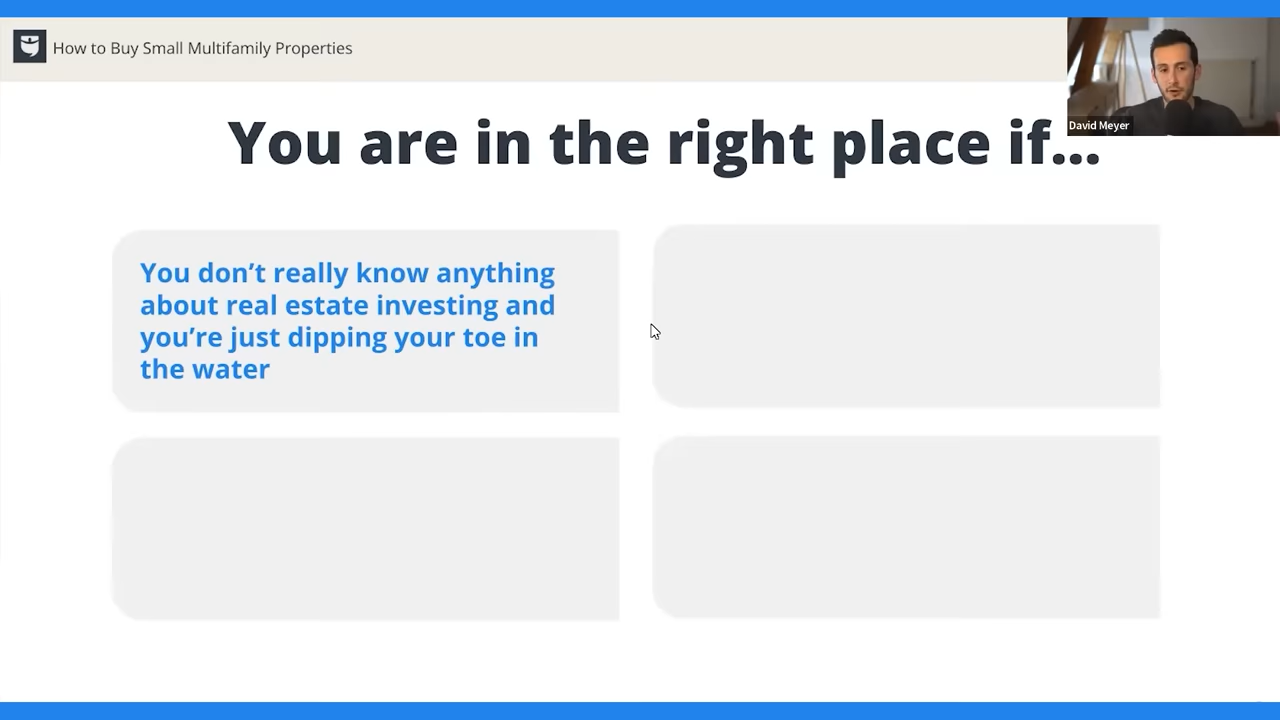 How to Buy Small Multifamily Properties
David Meyer
You are in the right place if...
You don’t really know anything
about real estate investing and
you’re just dipping your toe in
the water